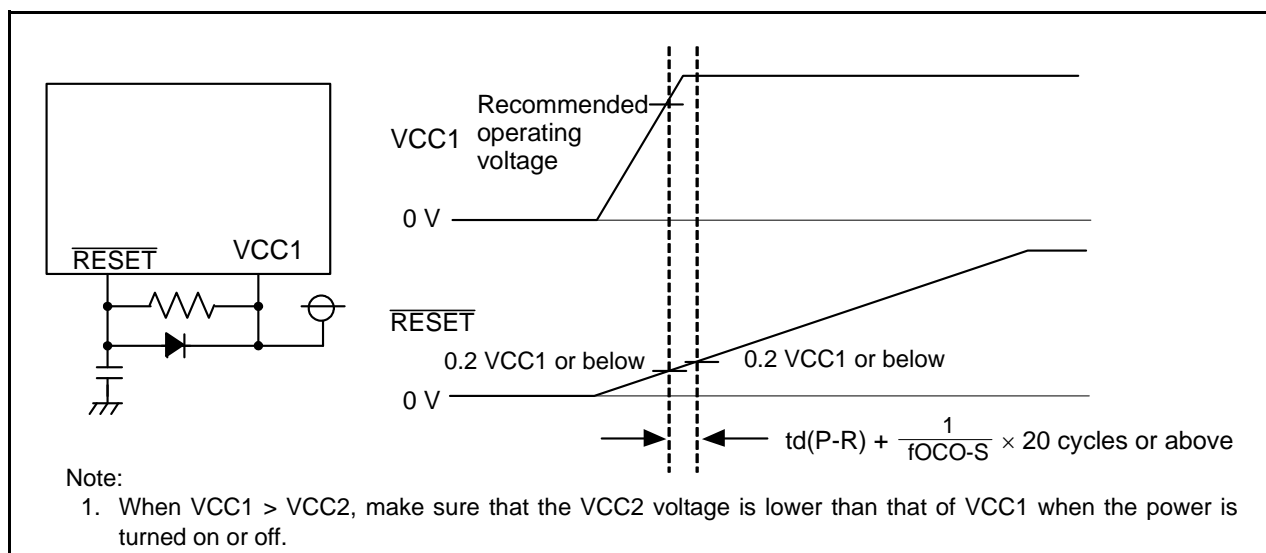 RESET
VCC1
VCC1
Recommended
operating
voltage
0 V
RESET
0.2 VCC1 or below
0.2 VCC1 or below
0 V
td(P-R) + 1/fOCO-S × 20 cycles or above
Note:
1. When VCC1 > VCC2, make sure that the VCC2 voltage is lower than that of VCC1 when the power is
turned on or off.